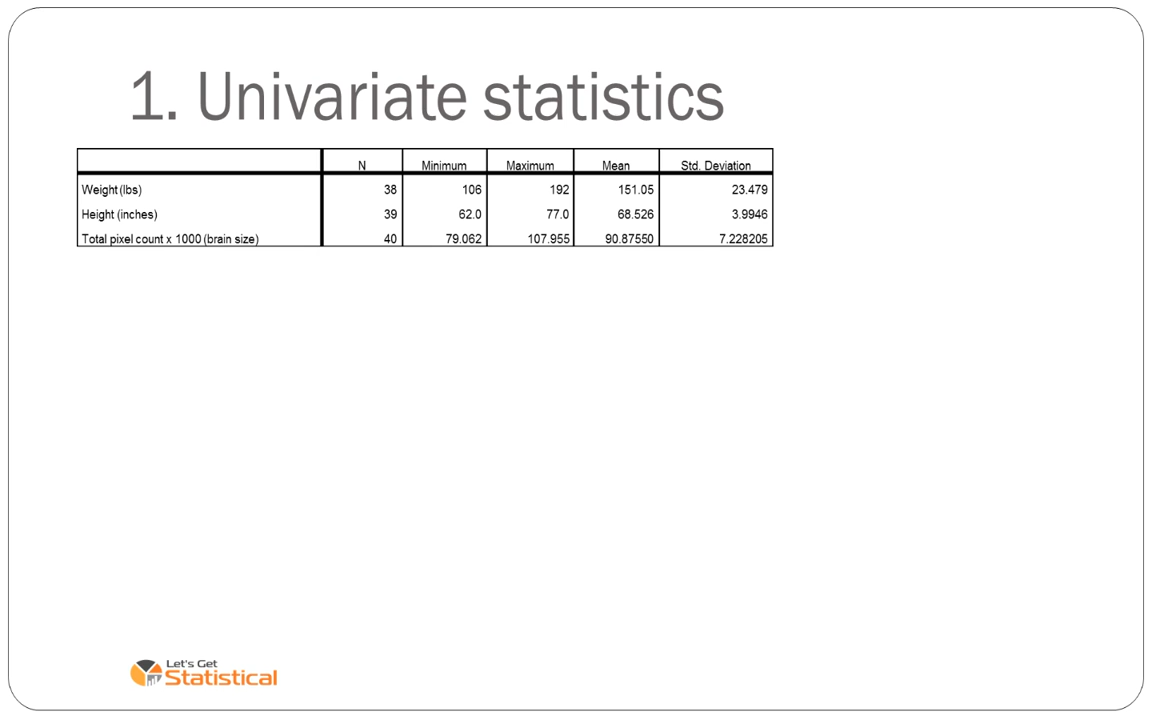 1. Univariate statistics
N Minimum Maximum Mean Std. Deviation
Weight (lbs) 38 106 192 151.05 23.479
Height (inches) 39 62.0 77.0 68.526 3.9946
Total pixel count x 1000 (brain size) 40 79.062 107.955 90.87550 7.228205
Let's Get
Statistical